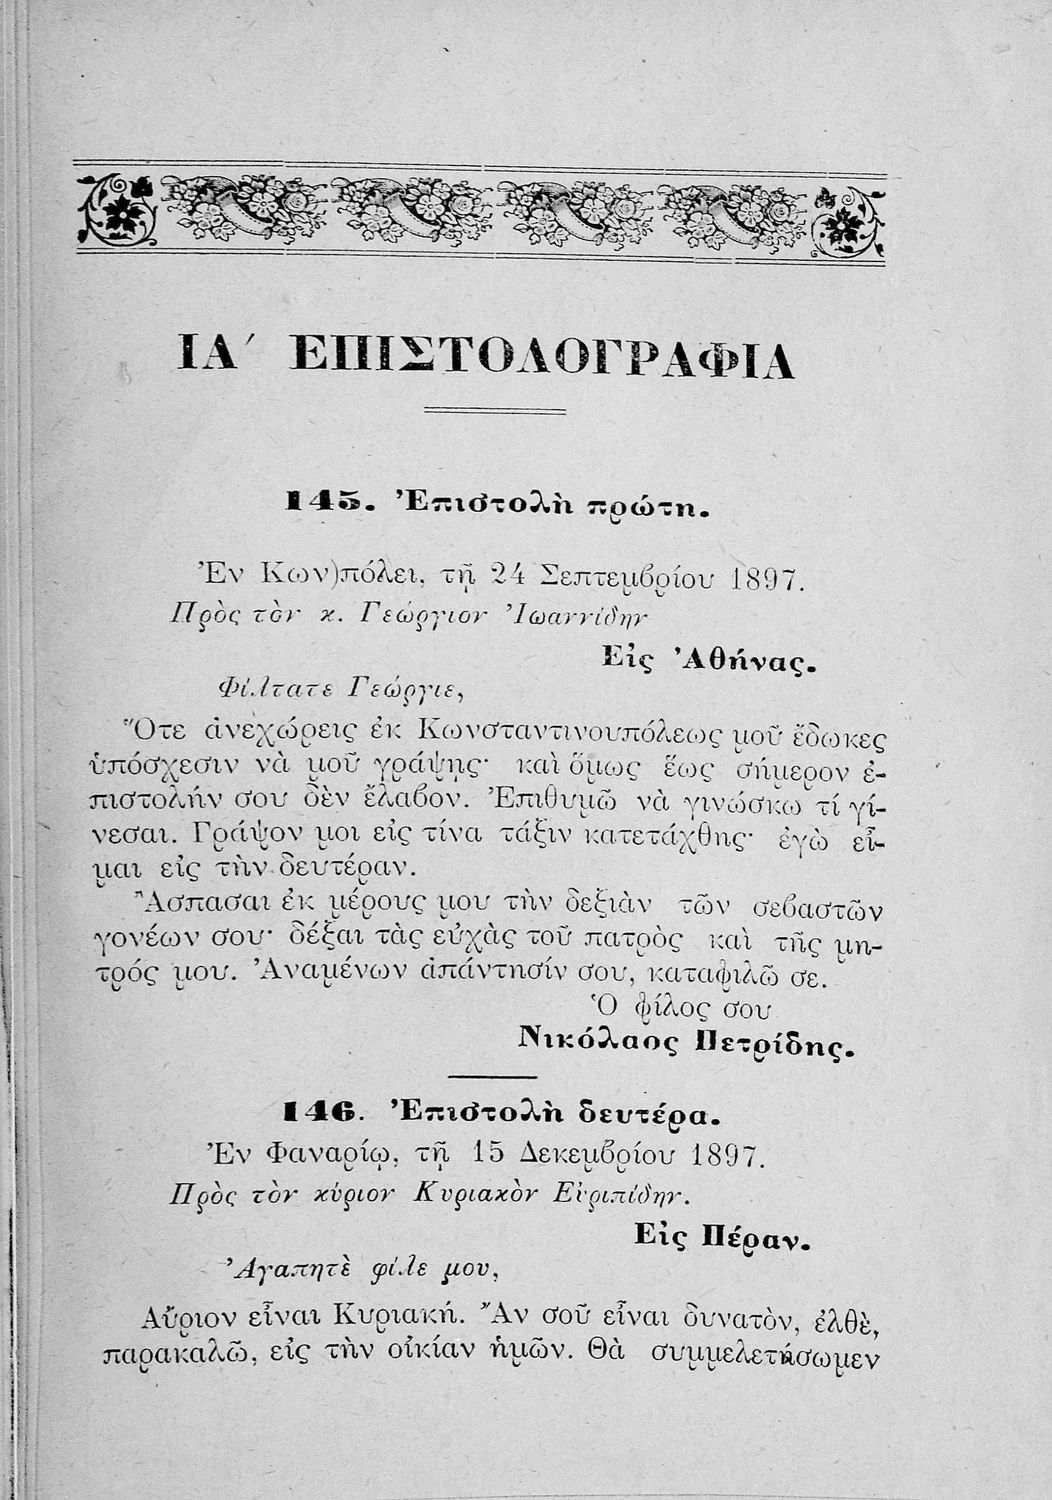 ΙΑ΄ ΕΠΙΣΤΟΛΟΓΡΑΦΙΑ
145. Ἐπιστολὴ πρώτη.
Ἐν Κων)πόλει, τῇ 24 Σεπτεμβρίου 1897.
Πρὸς τὸν κ. Γεώργιον Ἰωαννίδην
Εἰς Ἀθήνας.
Φίλτατε Γεώργιε,
Ὅτε ἀνεχώρεις ἐκ Κωνσταντινουπόλεως μοῦ ἔδωκες
ὑπόσχεσιν νὰ μοῦ γράψῃς· καὶ ὅμως ἕως σήμερον ἐ-
πιστολήν σου δὲν ἔλαβον. Ἐπιθυμῶ νὰ γινώσκω τί γί-
νεσαι. Γράψον μοι εἰς τίνα τάξιν κατετάχθης· ἐγὼ εἶ-
μαι εἰς τὴν δευτέραν.
Ἄσπασαι ἐκ μέρους μου τὴν δεξιὰν τῶν σεβαστῶν
γονέων σου· δέξαι τὰς εὐχὰς τοῦ πατρὸς καὶ τῆς μη-
τρός μου. Ἀναμένων ἀπάντησίν σου, καταφιλῶ σε.
Ὁ φίλος σου
Νικόλαος Πετρίδης.
146. Ἐπιστολὴ δευτέρα.
Ἐν Φαναρίῳ, τῇ 15 Δεκεμβρίου 1897.
Πρὸς τὸν κύριον Κυριακὸν Εὐριπίδην.
Εἰς Πέραν.
Ἀγαπητὲ φίλε μου,
Αὔριον εἶναι Κυριακή. Ἂν σοῦ εἶναι δυνατὸν, ἐλθὲ,
παρακαλῶ, εἰς τὴν οἰκίαν ἡμῶν. Θὰ συμμελετήσωμεν